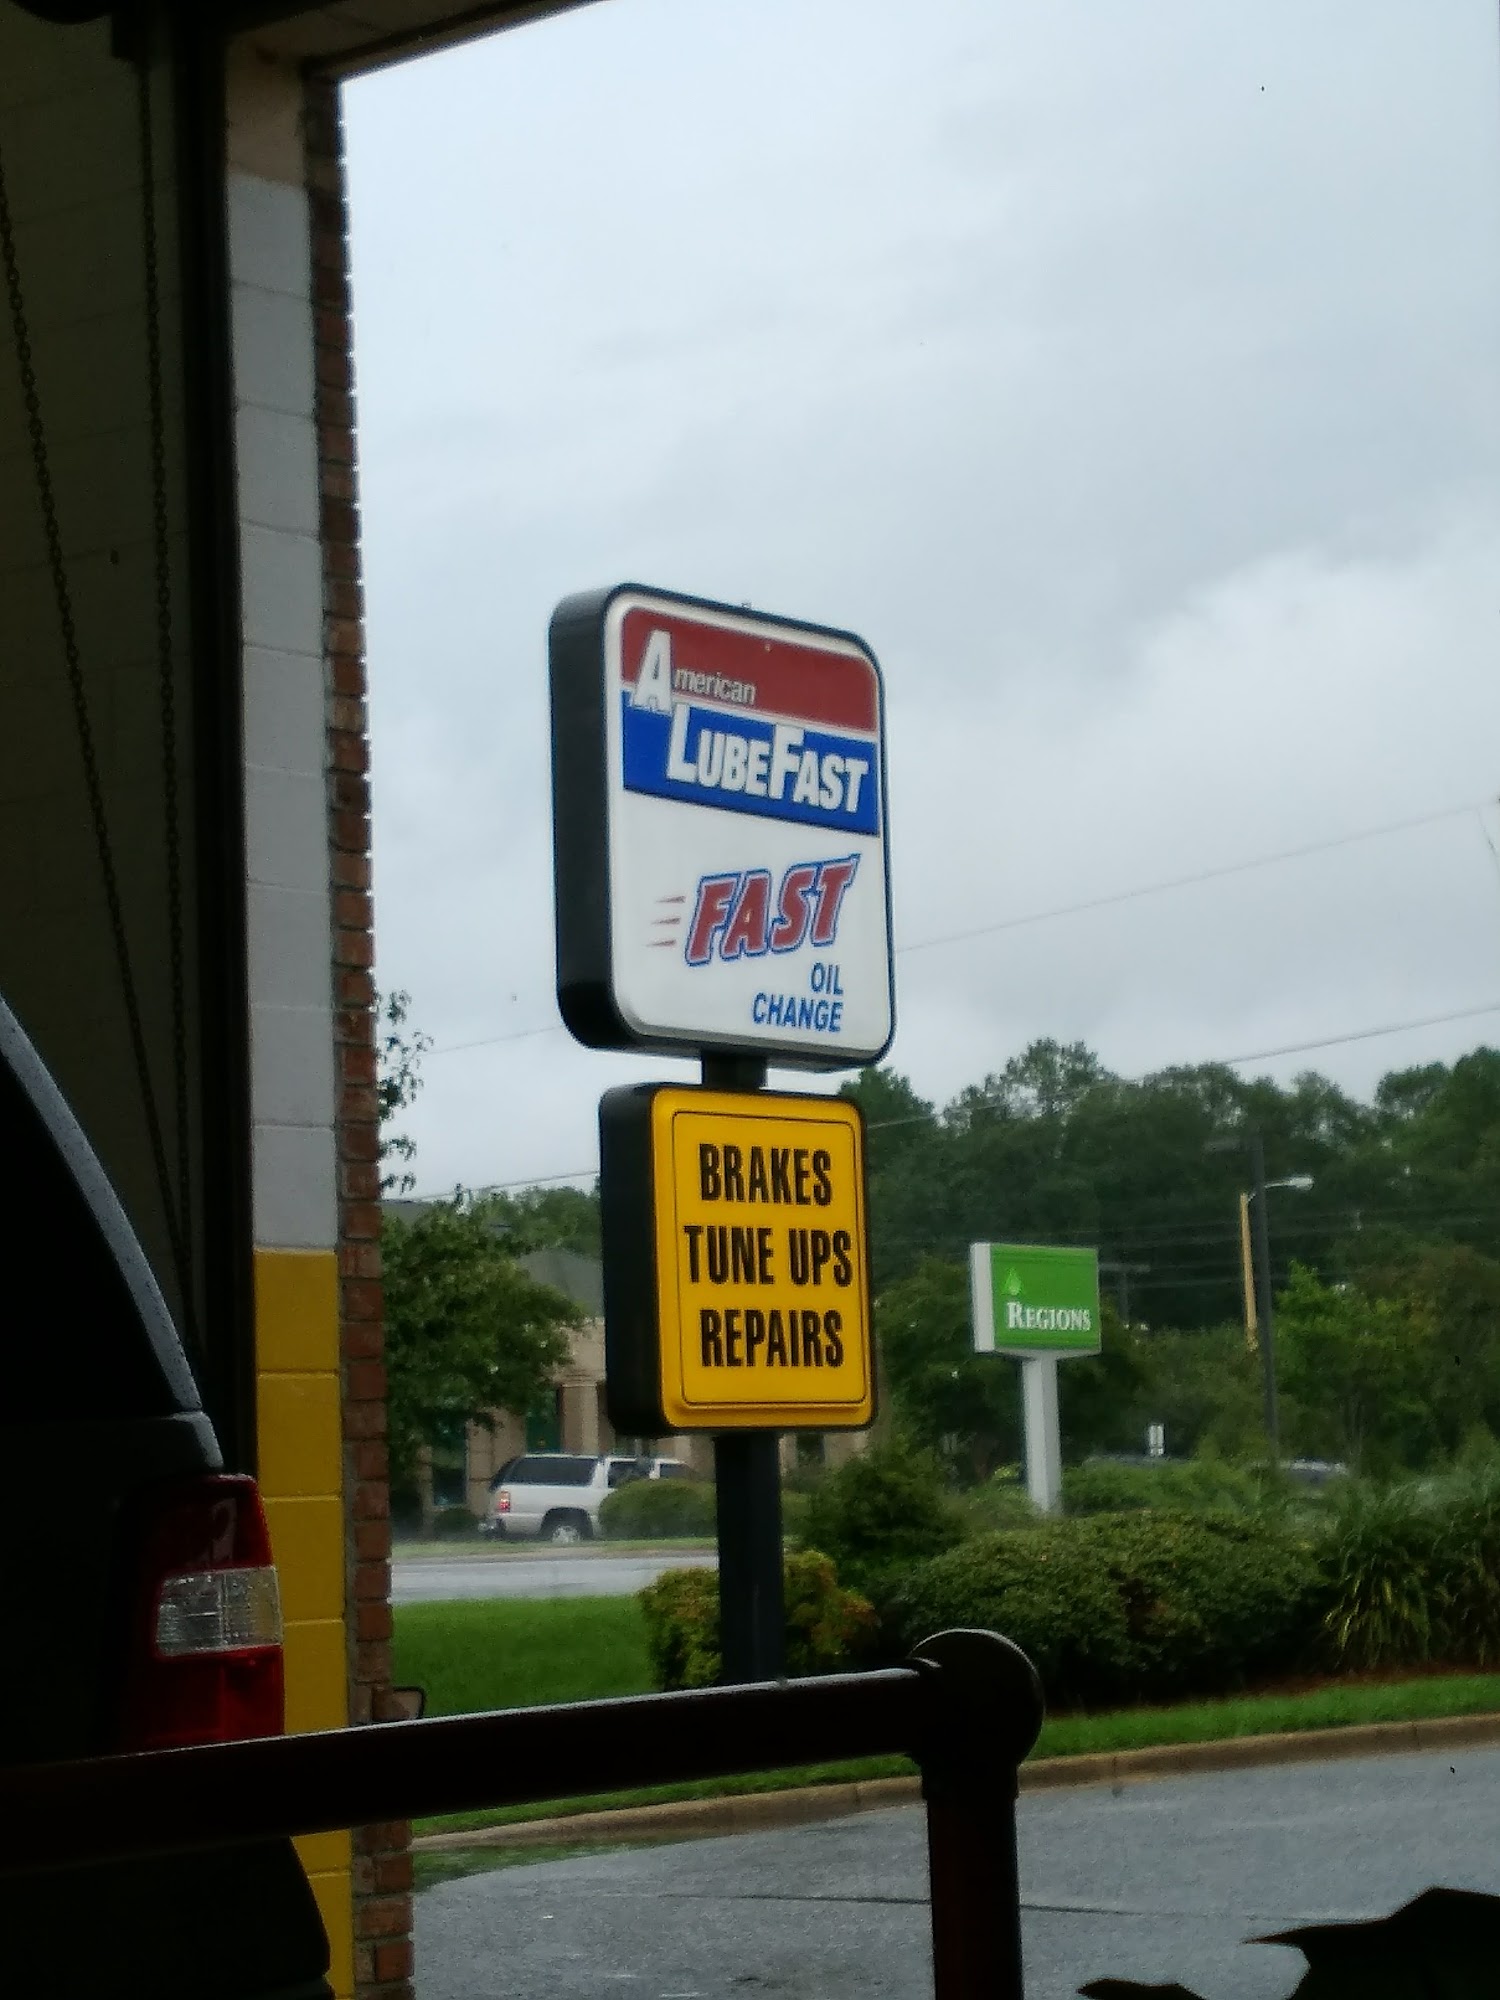 American
LUBEFAST
FAST
OIL
CHANGE
BRAKES
TUNE UPS
REPAIRS
REGIONS